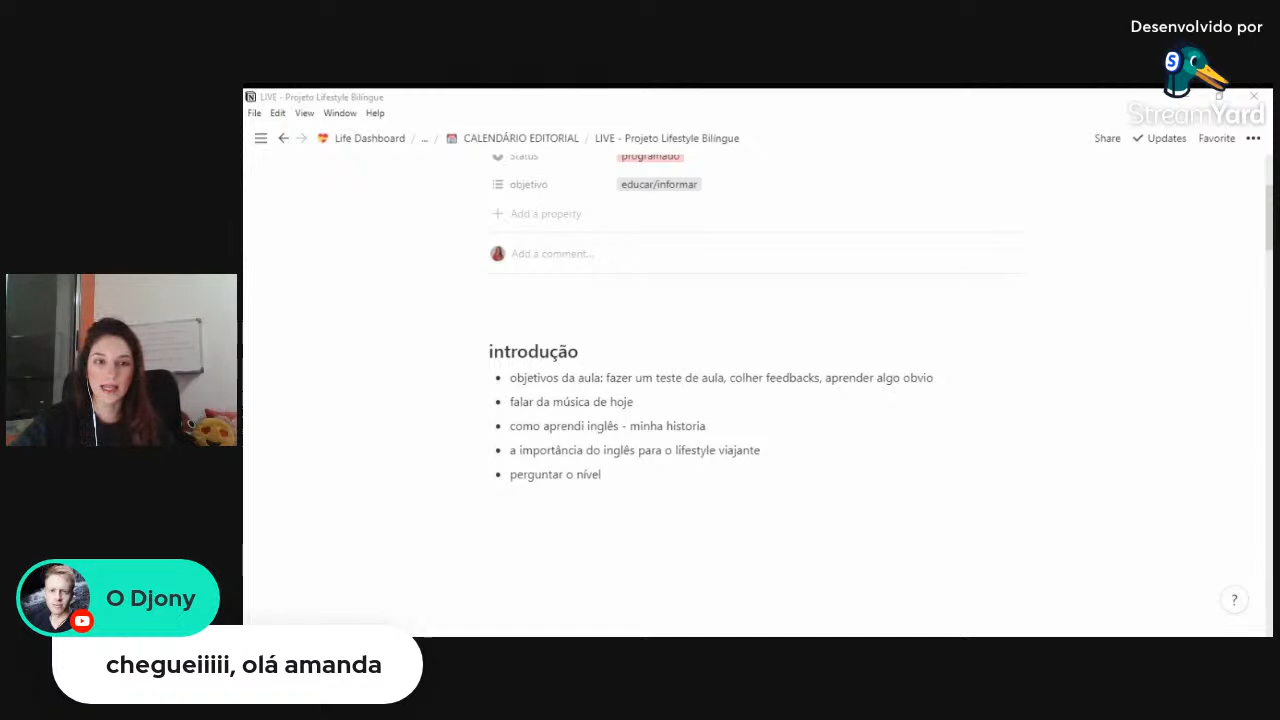 Desenvolvido por
StreamYard
LIVE - Projeto Lifestyle Bilíngue
File Edit View Window Help
Life Dashboard / ... / CALENDÁRIO EDITORIAL / LIVE - Projeto Lifestyle Bilíngue
Share Updates Favorite •••
Status programado
objetivo educar/informar
+ Add a property
Add a comment...
introdução
• objetivos da aula: fazer um teste de aula, colher feedbacks, aprender algo obvio
• falar da música de hoje
• como aprendi inglês - minha historia
• a importância do inglês para o lifestyle viajante
• perguntar o nível
?
O Djony
chegueiiiii, olá amanda